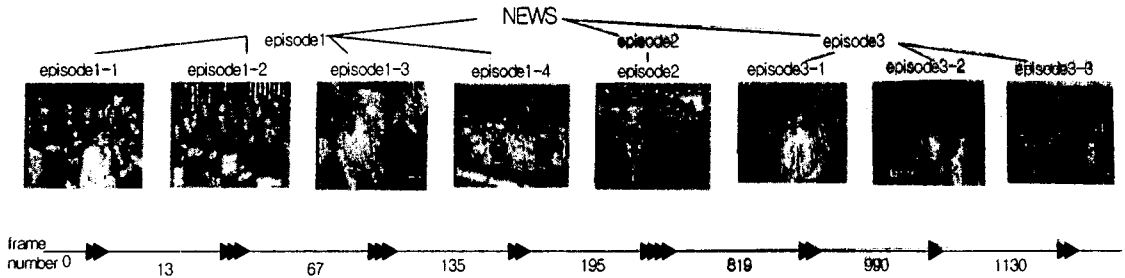 NEWS
episode1 episode2 episode3
episode1-1 episode1-2 episode1-3 episode1-4 episode2 episode3-1 episode3-2 episode3-3
frame
number 0 13 67 135 195 819 990 1130